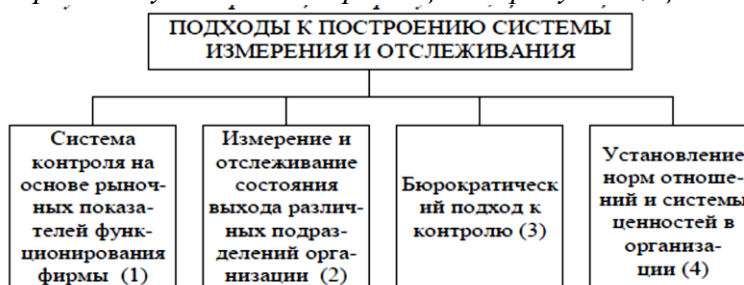 ПОДХОДЫ К ПОСТРОЕНИЮ СИСТЕМЫ
ИЗМЕРЕНИЯ И ОТСЛЕЖИВАНИЯ
Система
контроля на
основе рыноч-
ных показа-
телей функ-
ционирования
фирмы (1)
Измерение и
отслеживание
состояния
выхода различ-
ных подраз-
делений орга-
низации (2)
Бюрократическ
ий подход к
контролю (3)
Установление
норм отноше-
ний и системы
ценностей в
организа-
ции (4)